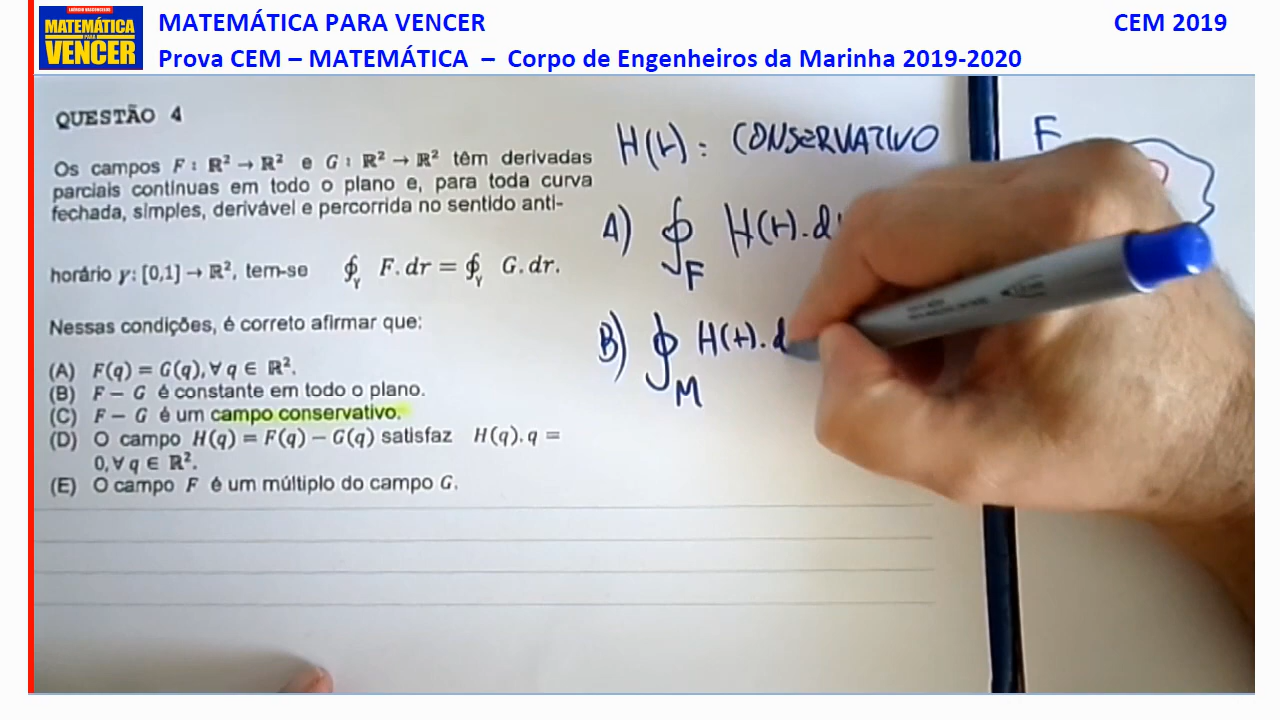 LAÉRCIO VASCONCELOS
MATEMÁTICA
PARA
VENCER
MATEMÁTICA PARA VENCER
CEM 2019
Prova CEM – MATEMÁTICA – Corpo de Engenheiros da Marinha 2019-2020
QUESTÃO 4
Os campos F : ℝ² → ℝ² e G : ℝ² → ℝ² têm derivadas
parciais contínuas em todo o plano e, para toda curva
fechada, simples, derivável e percorrida no sentido anti-
horário γ: [0,1] → ℝ², tem-se ∮γ F.dr = ∮γ G.dr.
Nessas condições, é correto afirmar que:
(A) F(q) = G(q), ∀ q ∈ ℝ².
(B) F − G é constante em todo o plano.
(C) F − G é um campo conservativo.
(D) O campo H(q) = F(q) − G(q) satisfaz H(q).q =
0, ∀ q ∈ ℝ².
(E) O campo F é um múltiplo do campo G.
H(r) : CONSERVATIVO
A) ∮F H(r).d
B) ∮M H(r).d
F